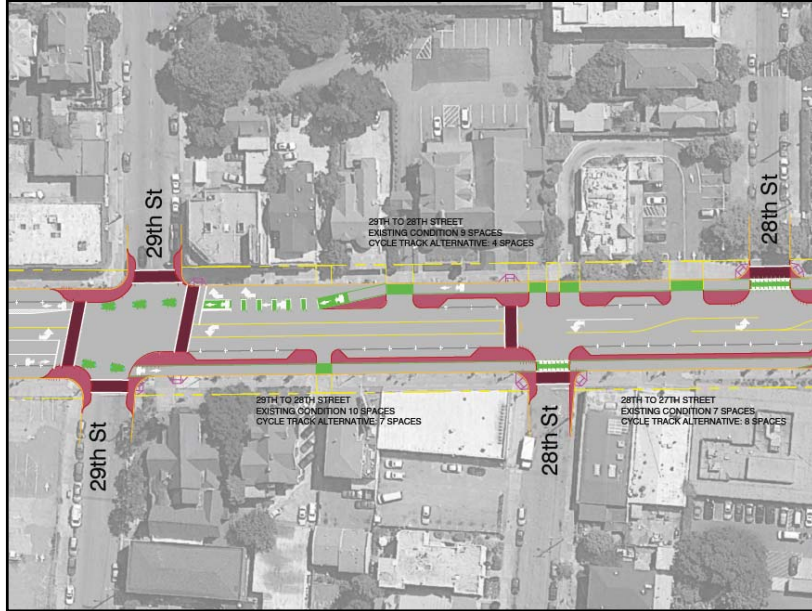 29th St
28th St
29TH TO 28TH STREET
EXISTING CONDITION 9 SPACES
CYCLE TRACK ALTERNATIVE: 4 SPACES
29TH TO 28TH STREET
EXISTING CONDITION 10 SPACES
CYCLE TRACK ALTERNATIVE: 7 SPACES
28TH TO 27TH STREET
EXISTING CONDITION 7 SPACES
CYCLE TRACK ALTERNATIVE: 8 SPACES
29th St
28th St